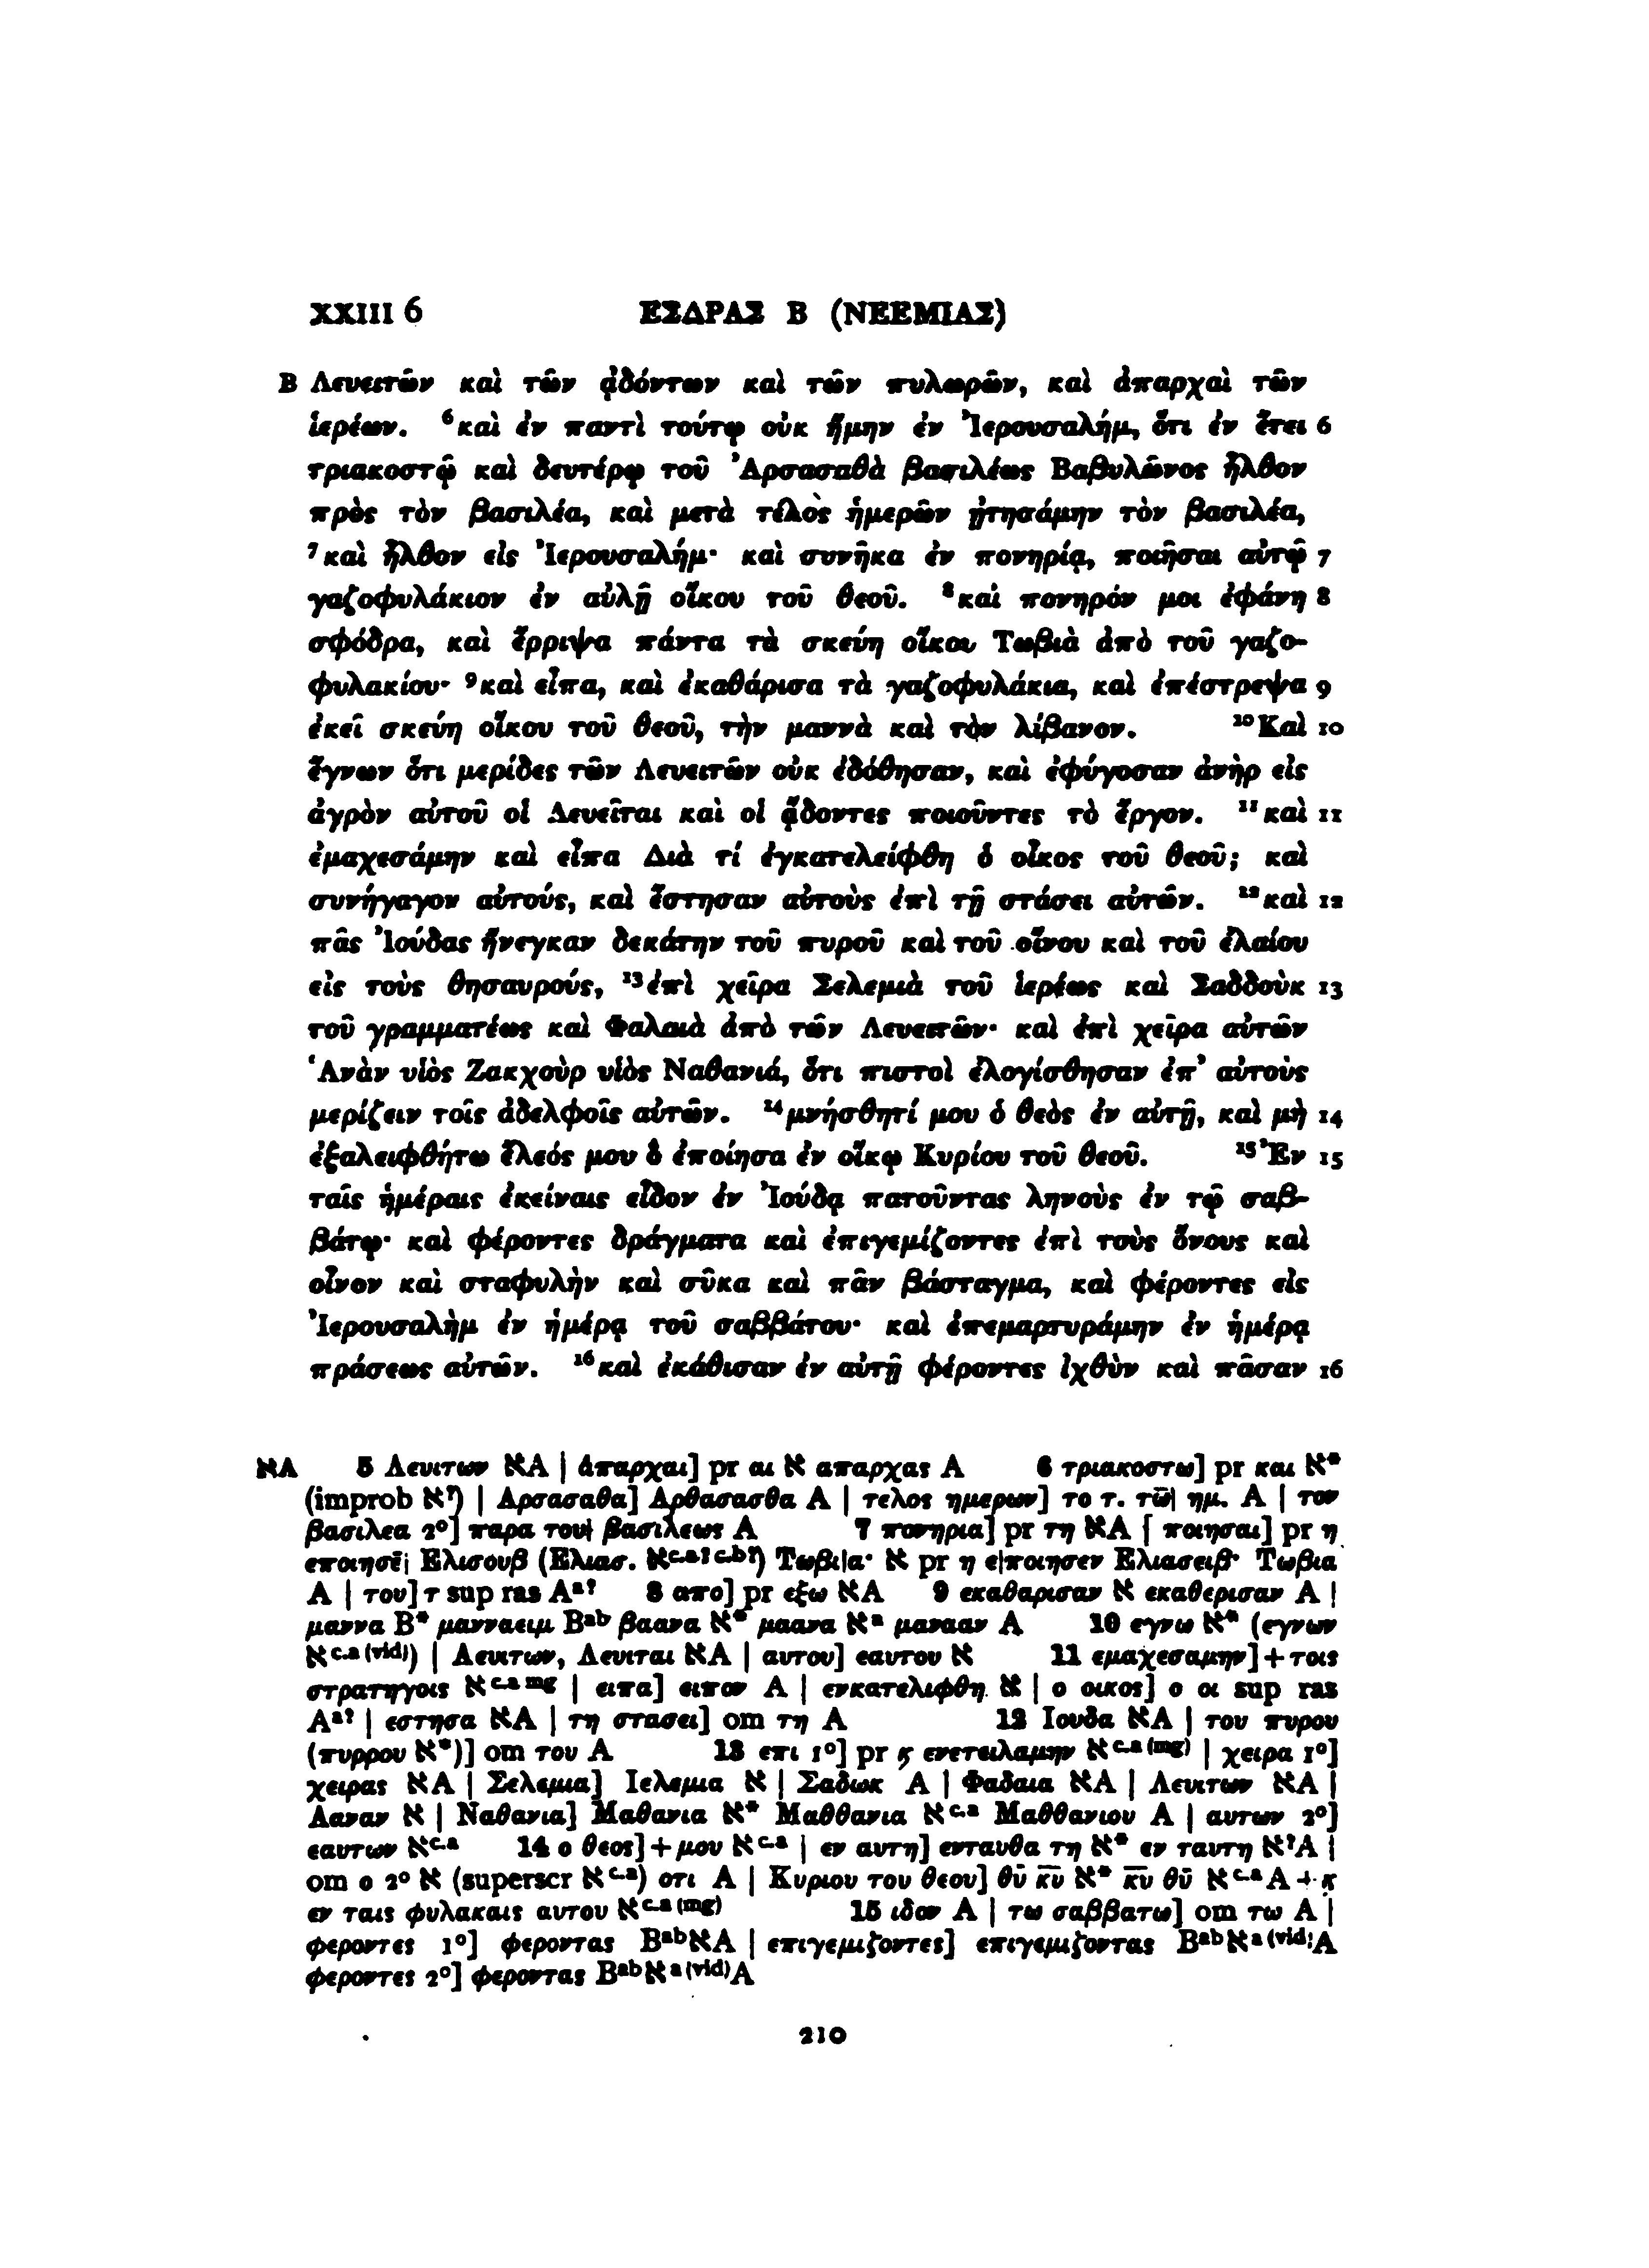 XXIII 6 ΕΣΔΡΑΣ Β (ΝΕΕΜΙΑΣ)
B Λευειτῶν καὶ τῶν ᾀδόντων καὶ τῶν πυλωρῶν, καὶ ἀπαρχαὶ τῶν
ἱερέων. ⁶καὶ ἐν παντὶ τούτῳ οὐκ ἤμην ἐν Ἰερουσαλήμ, ὅτι ἐν ἔτει 6
τριακοστῷ καὶ δευτέρῳ τοῦ Ἀρσασαθὰ βασιλέως Βαβυλῶνος ἦλθον
πρὸς τὸν βασιλέα, καὶ μετὰ τέλος ἡμερῶν ᾐτησάμην τὸν βασιλέα,
⁷καὶ ἦλθον εἰς Ἰερουσαλήμ· καὶ συνῆκα ἐν πονηρίᾳ, ποιῆσαι αὐτῷ 7
γαζοφυλάκιον ἐν αὐλῇ οἴκου τοῦ θεοῦ. ⁸καὶ πονηρόν μοι ἐφάνη 8
σφόδρα, καὶ ἔρριψα πάντα τὰ σκεύη οἴκου Τωβιὰ ἀπὸ τοῦ γαζο-
φυλακίου· ⁹καὶ εἶπα, καὶ ἐκαθάρισα τὰ γαζοφυλάκια, καὶ ἐπέστρεψα 9
ἐκεῖ σκεύη οἴκου τοῦ θεοῦ, τὴν μαννὰ καὶ τὸν λίβανον. ¹⁰Καὶ 10
ἔγνων ὅτι μερίδες τῶν Λευειτῶν οὐκ ἐδόθησαν, καὶ ἐφύγοσαν ἀνὴρ εἰς
ἀγρὸν αὐτοῦ οἱ Λευεῖται καὶ οἱ ᾄδοντες ποιοῦντες τὸ ἔργον. ¹¹καὶ 11
ἐμαχεσάμην καὶ εἶπα Διὰ τί ἐγκατελείφθη ὁ οἶκος τοῦ θεοῦ; καὶ
συνήγαγον αὐτούς, καὶ ἔστησαν αὐτοὺς ἐπὶ τῇ στάσει αὐτῶν. ¹²καὶ 12
πᾶς Ἰούδας ἤνεγκαν δεκάτην τοῦ πυροῦ καὶ τοῦ οἴνου καὶ τοῦ ἐλαίου
εἰς τοὺς θησαυρούς, ¹³ἐπὶ χεῖρα Σελεμιὰ τοῦ ἱερέως καὶ Σαδδοὺκ 13
τοῦ γραμματέως καὶ Φαλαιὰ ἀπὸ τῶν Λευειτῶν· καὶ ἐπὶ χεῖρα αὐτῶν
Ἁνὰν υἱὸς Ζακχοὺρ υἱὸς Ναθανιά, ὅτι πιστοὶ ἐλογίσθησαν ἐπ’ αὐτοὺς
μερίζειν τοῖς ἀδελφοῖς αὐτῶν. ¹⁴μνήσθητί μου ὁ θεὸς ἐν αὐτῇ, καὶ μὴ 14
ἐξαλειφθήτω ἔλεός μου ὃ ἐποίησα ἐν οἴκῳ Κυρίου τοῦ θεοῦ. ¹⁵Ἐν 15
ταῖς ἡμέραις ἐκείναις εἶδον ἐν Ἰούδᾳ πατοῦντας ληνοὺς ἐν τῷ σαβ-
βάτῳ· καὶ φέροντες δράγματα καὶ ἐπιγεμίζοντες ἐπὶ τοὺς ὄνους καὶ
οἶνον καὶ σταφυλὴν καὶ σῦκα καὶ πᾶν βάσταγμα, καὶ φέροντες εἰς
Ἰερουσαλὴμ ἐν ἡμέρᾳ τοῦ σαββάτου· καὶ ἐπεμαρτυράμην ἐν ἡμέρᾳ
πράσεως αὐτῶν. ¹⁶καὶ ἐκάθισαν ἐν αὐτῇ φέροντες ἰχθὺν καὶ πᾶσαν 16
אA 5 Λευιτων אA | απαρχαι] pr αι א απαρχας A 6 τριακοστω] pr και א*
(improb א?) | Αρσασαθα] Αρθασασθα A | τελος ημερων] το τ. τω̄| ημ. A | τον
βασιλεα 2°] παρα του| βασιλεως A 7 πονηρια] pr τη אA | ποιησαι] pr η
εποιησε̄| Ελισουβ (Ελιασ. אc.a? c.b?) Τωβι|α· א pr η ε|ποιησεν Ελιασειβ· Τωβια
A | του] τ sup ras Aa? 8 απο] pr εξω אA 9 εκαθαρισαν א εκαθερισαν A |
μαννα B* μανναειμ Bab βαανα א* μαανα אa μανααν A 10 εγνω א* (εγνων
אc.a (vid)) | Λευιτων, Λευιται אA | αυτου] εαυτου א 11 εμαχεσαμην]+τοις
στρατηγοις אc.a mg | ειπα] ειπον A | ενκατελιφθη א | ο οικος] ο οι sup ras
Aa? | εστησα אA | τη στασει] om τη A 12 Ιουδα אA | του πυρου
(πυρρου א*)] om του A 13 επι 1°] pr ϗ ενετειλαμην אc.a (mg) | χειρα 1°]
χειρας אA | Σελεμια] Ιελεμια א | Σαδωκ A | Φαδαια אA | Λευιτων אA |
Δαναν א | Ναθανια] Μαθανια א* Μαθθανια אc.a Μαθθανιου A | αυτων 2°]
εαυτων אc.a 14 ο θεος]+μου אc.a | εν αυτη] ενταυθα τη א* εν ταυτη א?A |
om ο 2° א (superscr אc.a) οτι A | Κυριου του θεου] θῡ κῡ א* κῡ θῡ אc.a A + ϗ
εν ταις φυλακαις αυτου אc.a (mg) 15 ιδον A | τω σαββατω] om τω A |
φεροντες 1°] φεροντας BabאA | επιγεμιζοντες] επιγεμιζοντας Babאa (vid)A
φεροντες 2°] φεροντας Babאa (vid)A
210